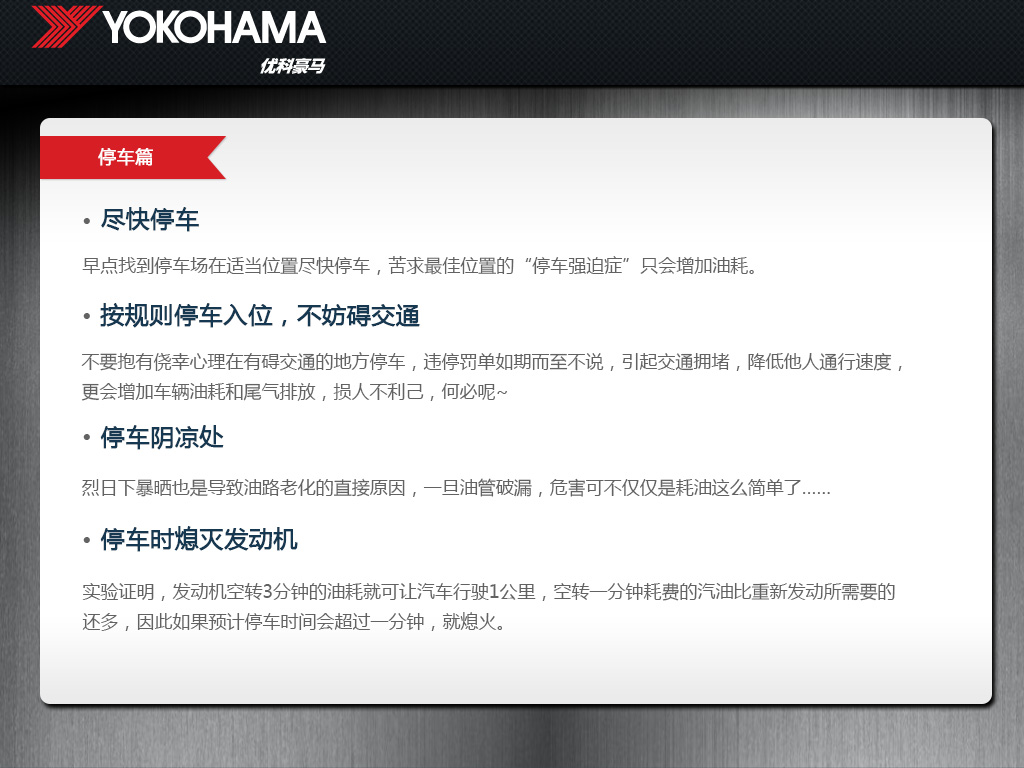 YOKOHAMA
优科豪马
停车篇
• 尽快停车
早点找到停车场在适当位置尽快停车，苦求最佳位置的“停车强迫症”只会增加油耗。
• 按规则停车入位，不妨碍交通
不要抱有侥幸心理在有碍交通的地方停车，违停罚单如期而至不说，引起交通拥堵，降低他人通行速度，
更会增加车辆油耗和尾气排放，损人不利己，何必呢~
• 停车阴凉处
烈日下暴晒也是导致油路老化的直接原因，一旦油管破漏，危害可不仅仅是耗油这么简单了……
• 停车时熄灭发动机
实验证明，发动机空转3分钟的油耗就可让汽车行驶1公里，空转一分钟耗费的汽油比重新发动所需要的
还多，因此如果预计停车时间会超过一分钟，就熄火。